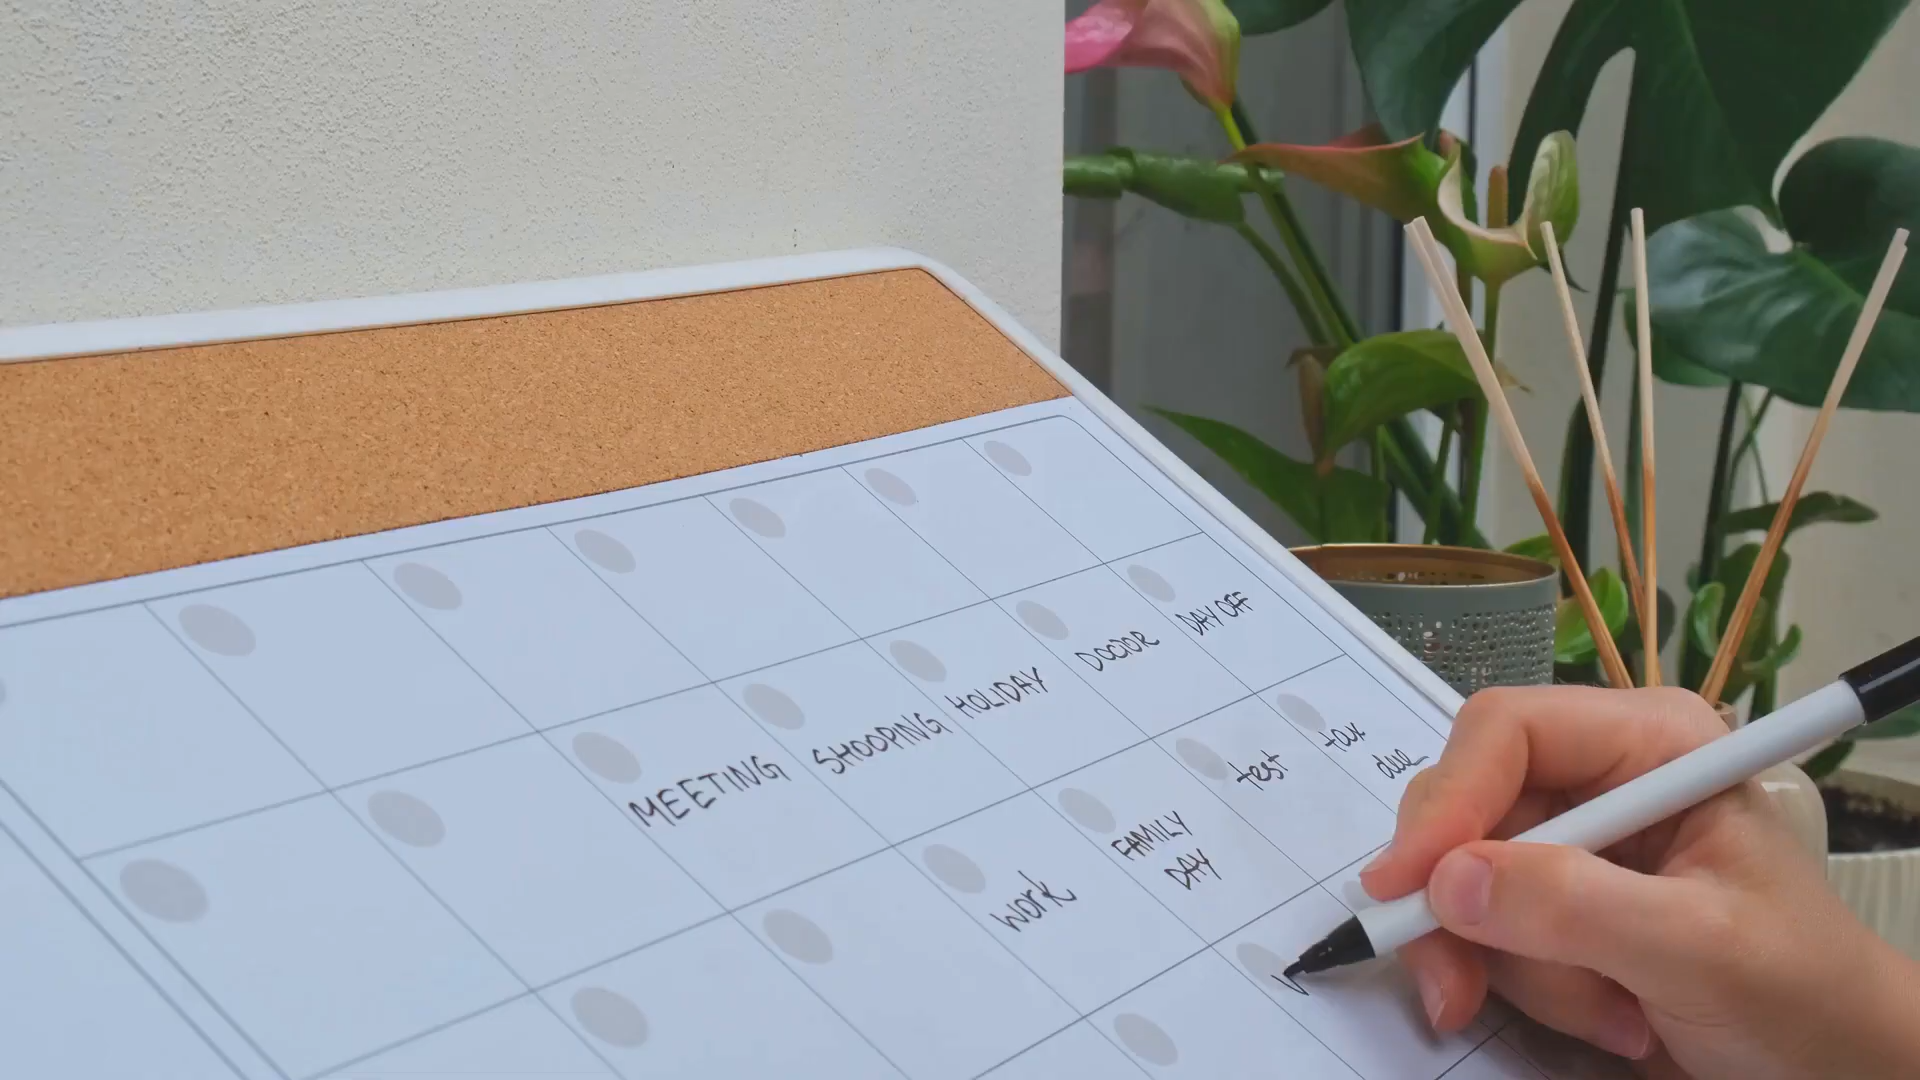 MEETING
SHOOPING
HOLIDAY
DOCTOR
DAY OFF
work
FAMILY
DAY
test
tax
due